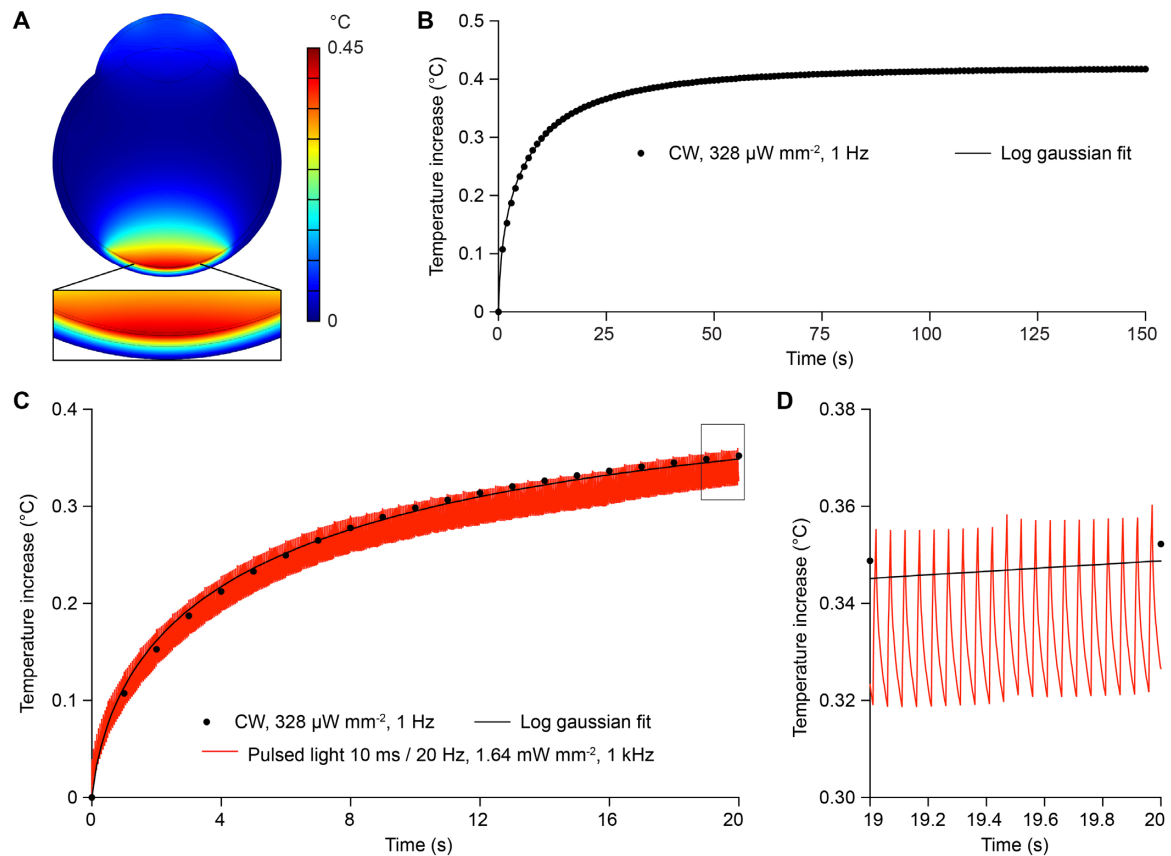 A
°C
0.45
0
B
Temperature increase (°C)
0.5
0.4
0.3
0.2
0.1
0
CW, 328 µW mm⁻², 1 Hz
Log gaussian fit
0
25
50
75
100
125
150
Time (s)
C
Temperature increase (°C)
0.4
0.3
0.2
0.1
0
CW, 328 µW mm⁻², 1 Hz
Log gaussian fit
Pulsed light 10 ms / 20 Hz, 1.64 mW mm⁻², 1 kHz
0
4
8
12
16
20
Time (s)
D
Temperature increase (°C)
0.38
0.36
0.34
0.32
0.30
19
19.2
19.4
19.6
19.8
20
Time (s)